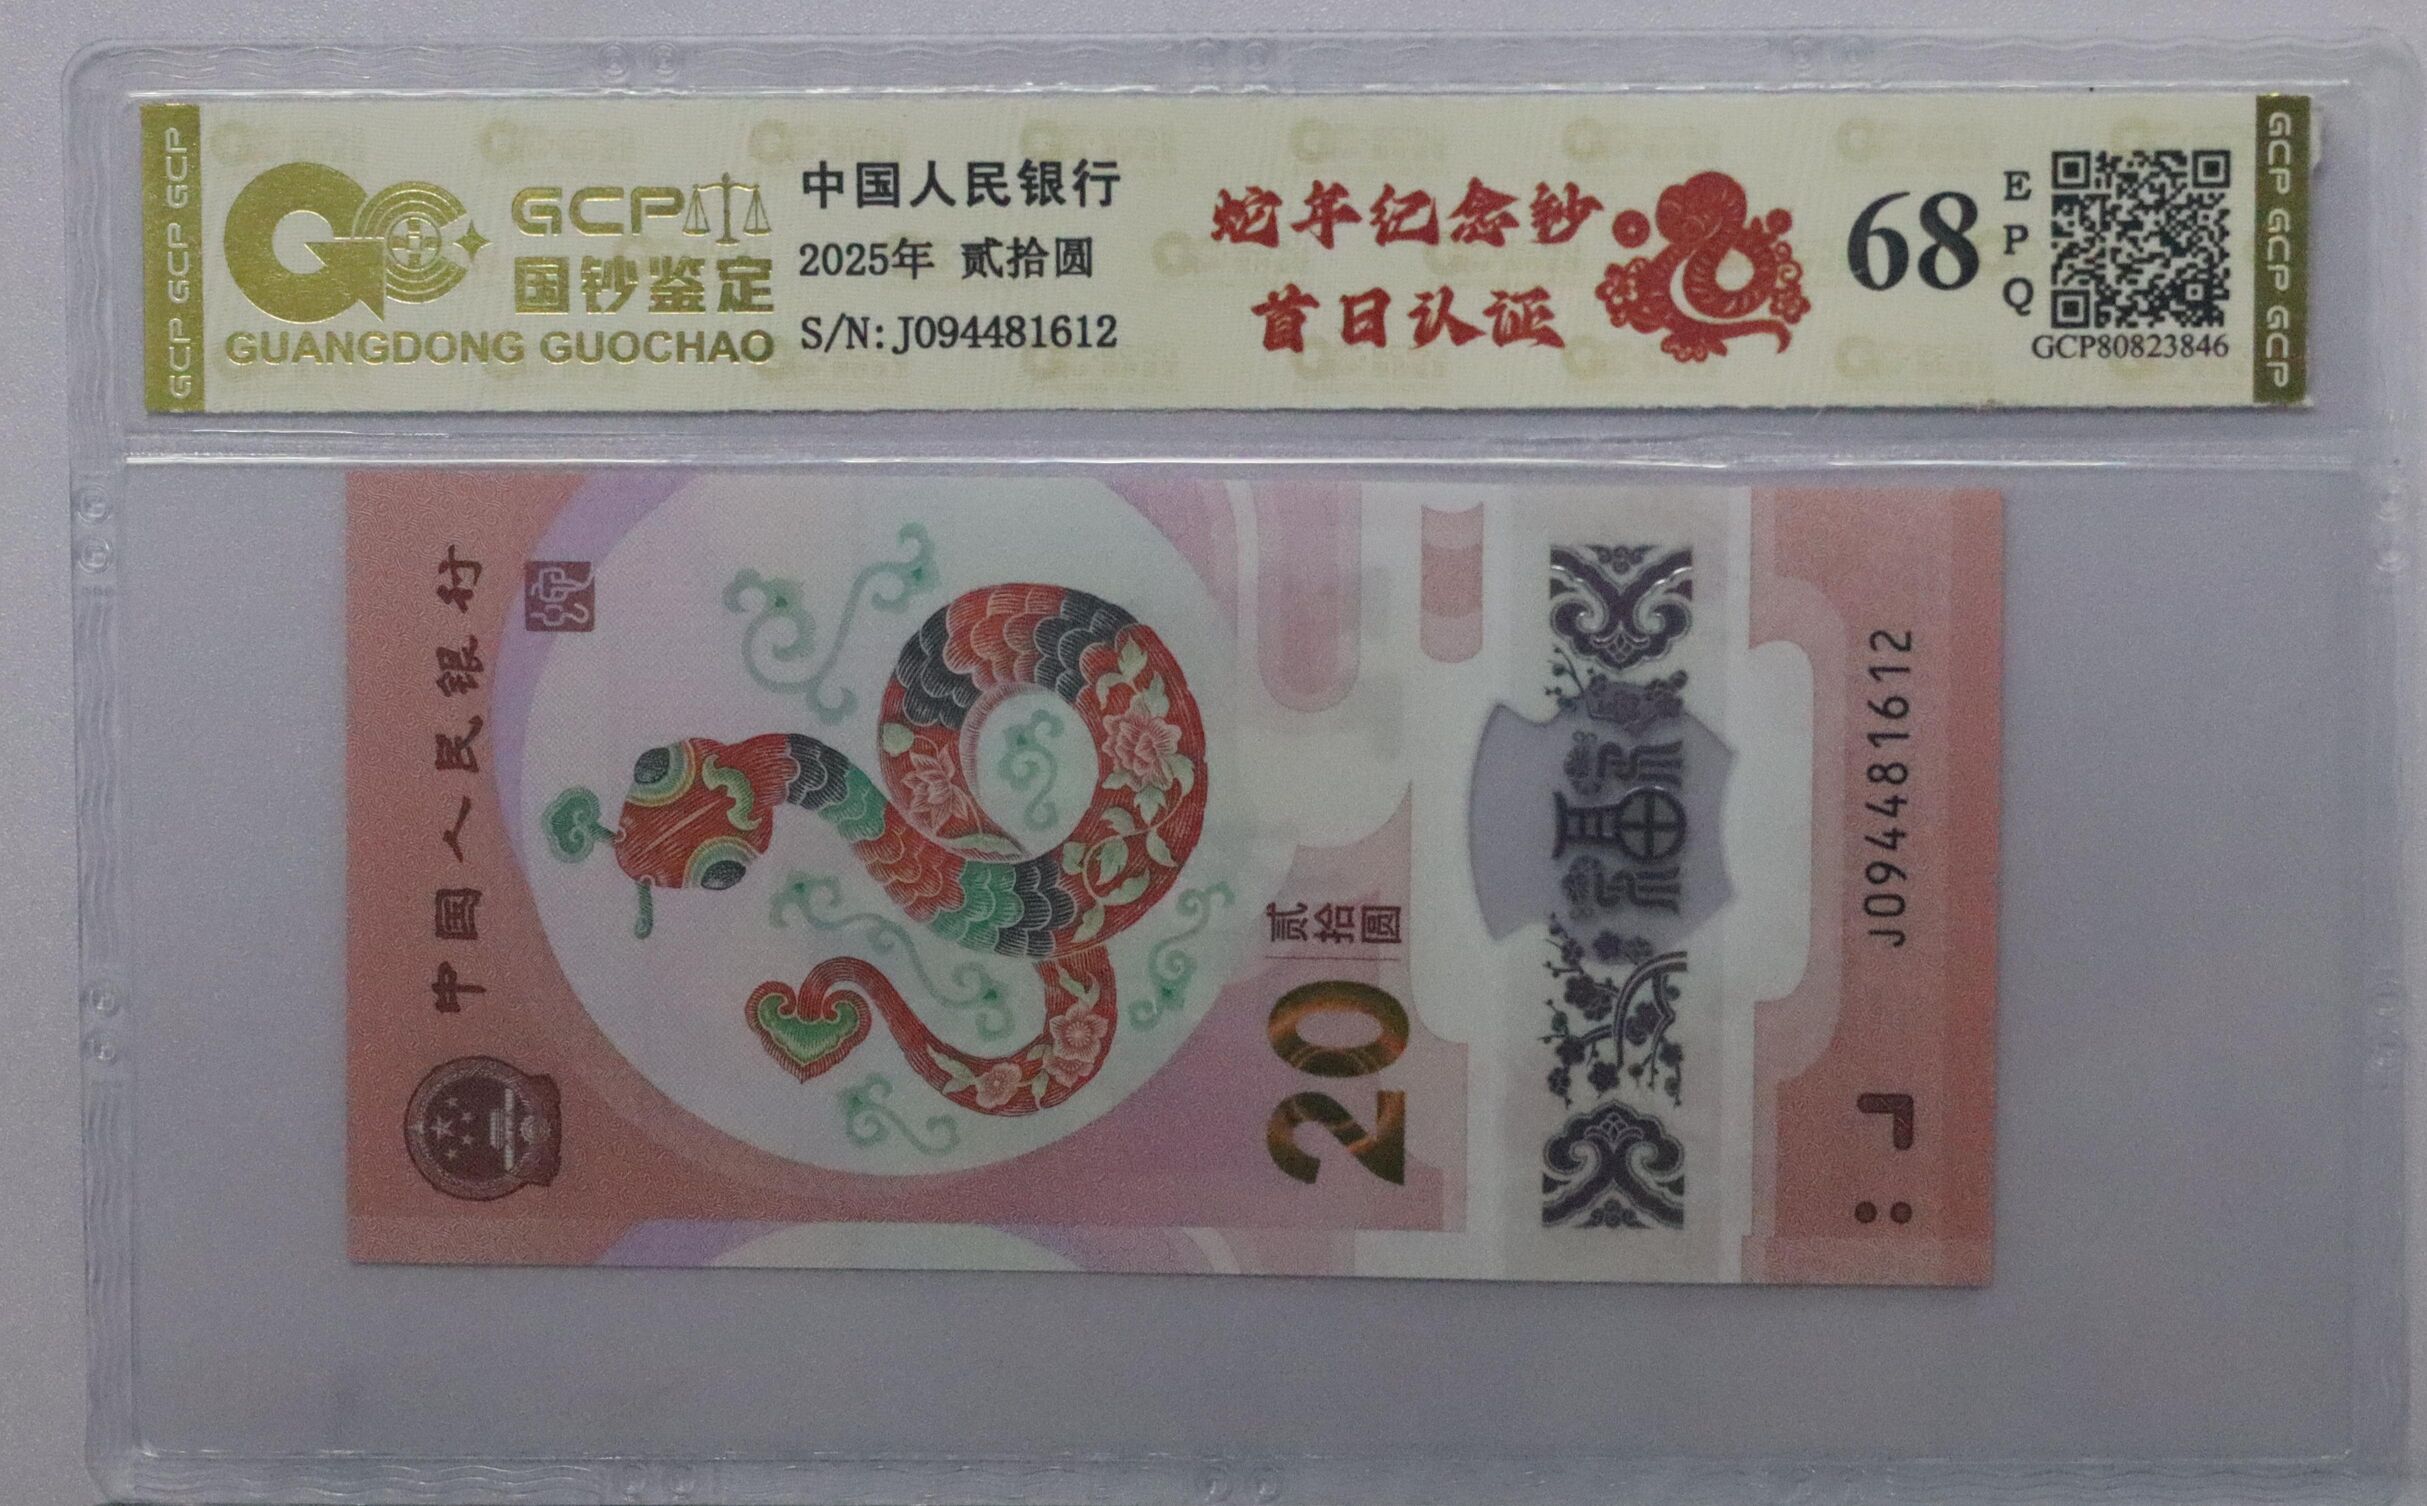 GCP GCP GCP
GCP
国钞鉴定
GUANGDONG GUOCHAO
中国人民银行
2025年 贰拾圆
S/N:J094481612
蛇年纪念钞
首日认证
68
EPQ
GCP80823846
GCP GCP GCP
中国人民银行
20
贰拾圆
福
J094481612